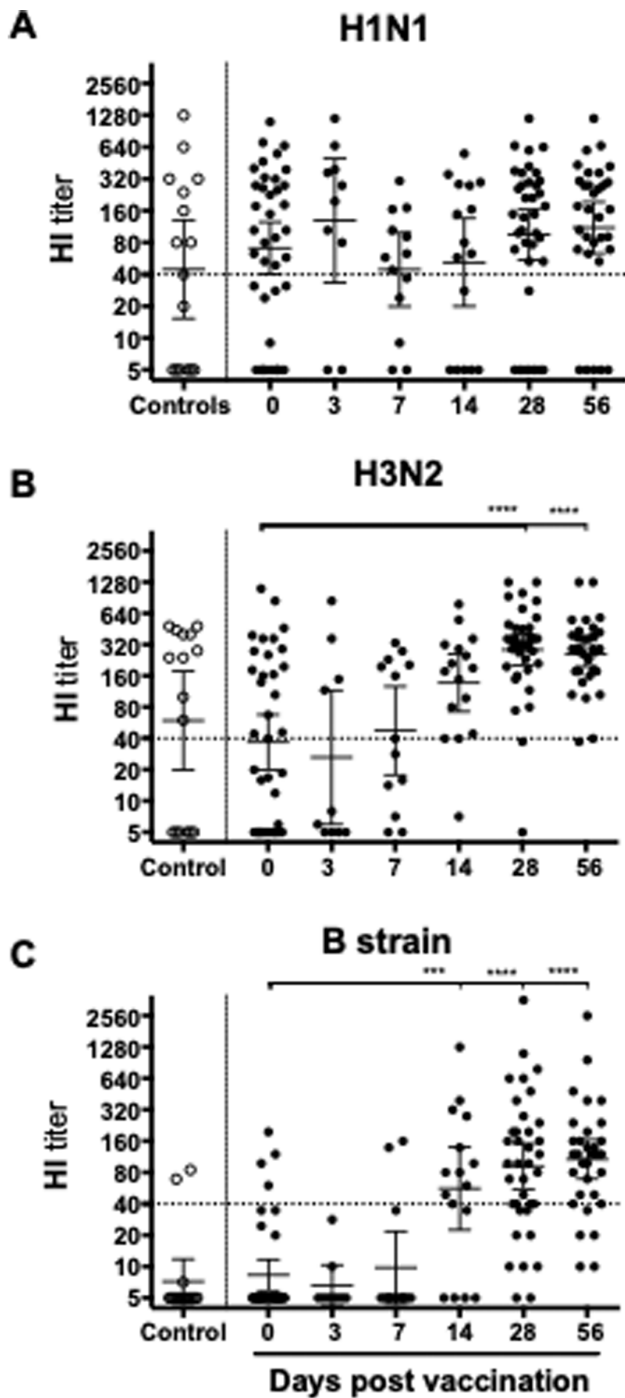 A
H1N1
HI titer
2560
1280
640
320
160
80
40
20
10
5
Controls 0 3 7 14 28 56
B
H3N2
**** ****
HI titer
2560
1280
640
320
160
80
40
20
10
5
Control 0 3 7 14 28 56
C
B strain
*** **** ****
HI titer
2560
1280
640
320
160
80
40
20
10
5
Control 0 3 7 14 28 56
Days post vaccination